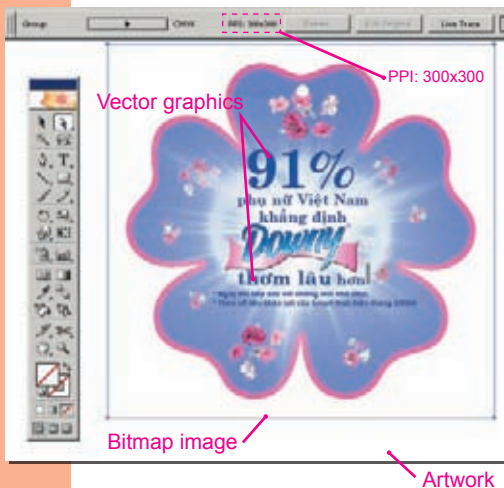 Group
CMYK
PPI: 300x300
Live Trace
PPI: 300x300
Vector graphics
91%
phụ nữ Việt Nam
khẳng định
Downy
thơm lâu hơn
Bitmap image
Artwork